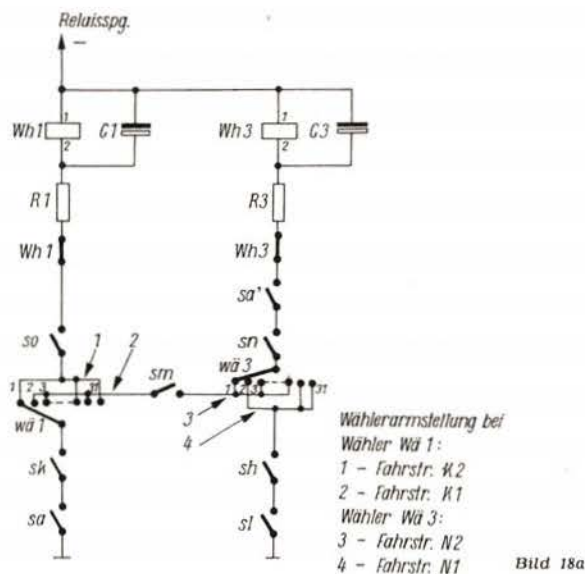 Relaisspg.
−
Wh1 1 2 C1 Wh3 1 2 C3
R1 R3
Wh1 Wh3
sa'
so sn
1 2 wä 3
1 2 3 31 sm 1 2 3 31
wä 1 3
4
sk sh
sa sl
Wählerarmstellung bei
Wähler Wä 1:
1 – Fahrstr. K2
2 – Fahrstr. K1
Wähler Wä 3:
3 – Fahrstr. N2
4 – Fahrstr. N1
Bild 18a